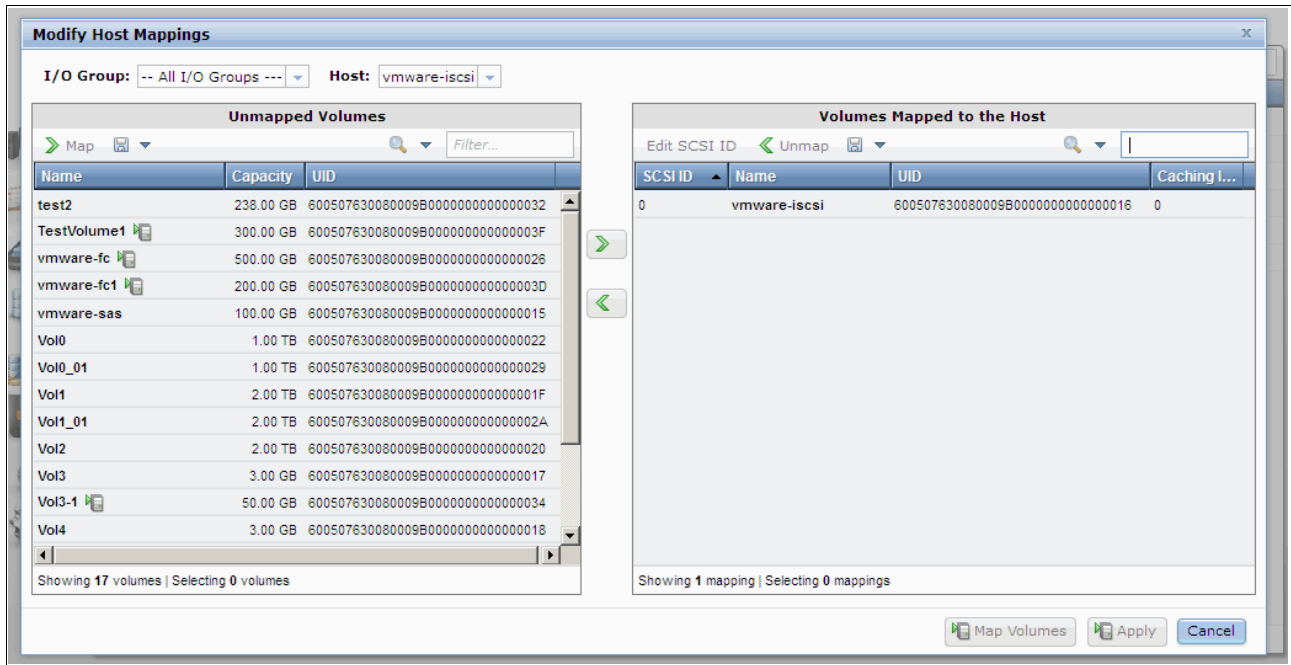 Modify Host Mappings x
I/O Group: -- All I/O Groups --- Host: vmware-iscsi
Unmapped Volumes
Map Filter...
Name Capacity UID
test2 238.00 GB 600507630080009B0000000000000032
TestVolume1 300.00 GB 600507630080009B000000000000003F
vmware-fc 500.00 GB 600507630080009B0000000000000026
vmware-fc1 200.00 GB 600507630080009B000000000000003D
vmware-sas 100.00 GB 600507630080009B0000000000000015
Vol0 1.00 TB 600507630080009B0000000000000022
Vol0_01 1.00 TB 600507630080009B0000000000000029
Vol1 2.00 TB 600507630080009B000000000000001F
Vol1_01 2.00 TB 600507630080009B000000000000002A
Vol2 2.00 TB 600507630080009B0000000000000020
Vol3 3.00 GB 600507630080009B0000000000000017
Vol3-1 50.00 GB 600507630080009B0000000000000034
Vol4 3.00 GB 600507630080009B0000000000000018
Showing 17 volumes | Selecting 0 volumes
Volumes Mapped to the Host
Edit SCSI ID Unmap
SCSI ID Name UID Caching I...
0 vmware-iscsi 600507630080009B0000000000000016 0
Showing 1 mapping | Selecting 0 mappings
Map Volumes Apply Cancel